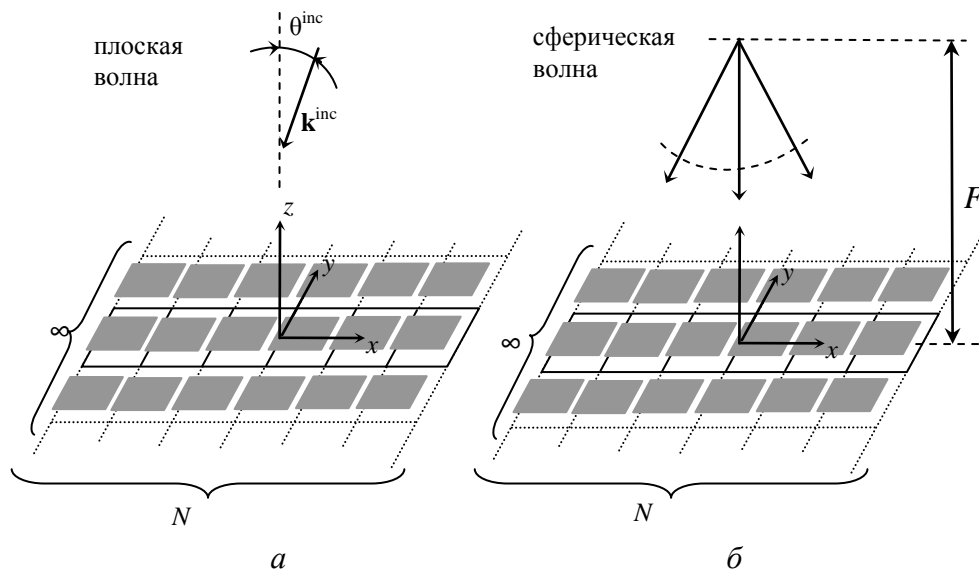 плоская
волна
θ^inc
k^inc
z
y
x
∞
N
а
сферическая
волна
F
y
x
∞
N
б